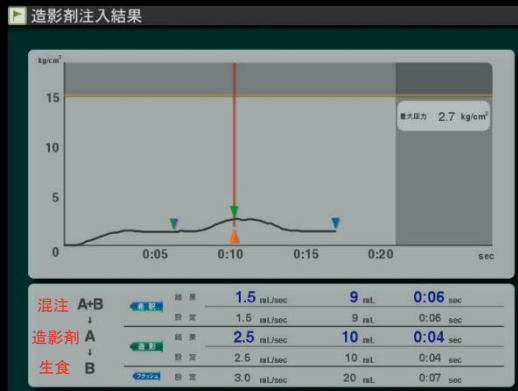 造影剤注入結果
kg/cm²
15
10
5
0
0:05 0:10 0:15 0:20 sec
最大圧力 2.7 kg/cm²
混注 A+B 希釈 結果 1.5 mL/sec 9 mL 0:06 sec
↓ 設定 1.5 mL/sec 9 mL 0:06 sec
造影剤 A 造影 結果 2.5 mL/sec 10 mL 0:04 sec
↓ 設定 2.5 mL/sec 10 mL 0:04 sec
生食 B フラッシュ 設定 3.0 mL/sec 20 mL 0:07 sec